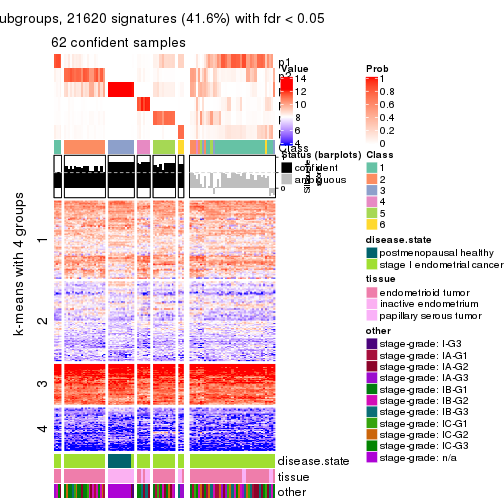 ubgroups, 21620 signatures (41.6%) with fdr < 0.05
62 confident samples
k-means with 4 groups
1
2
3
4
p1
Class
disease.state
tissue
other
Value
14
12
10
8
6
4
Status (barplots)
confident
ambiguous
0
Prob
1
0.8
0.6
0.4
0.2
0
Class
1
2
3
4
5
6
disease.state
postmenopausal healthy
stage I endometrial cancer
tissue
endometrioid tumor
inactive endometrium
papillary serous tumor
other
stage-grade: I-G3
stage-grade: IA-G1
stage-grade: IA-G2
stage-grade: IA-G3
stage-grade: IB-G1
stage-grade: IB-G2
stage-grade: IB-G3
stage-grade: IC-G1
stage-grade: IC-G2
stage-grade: IC-G3
stage-grade: n/a